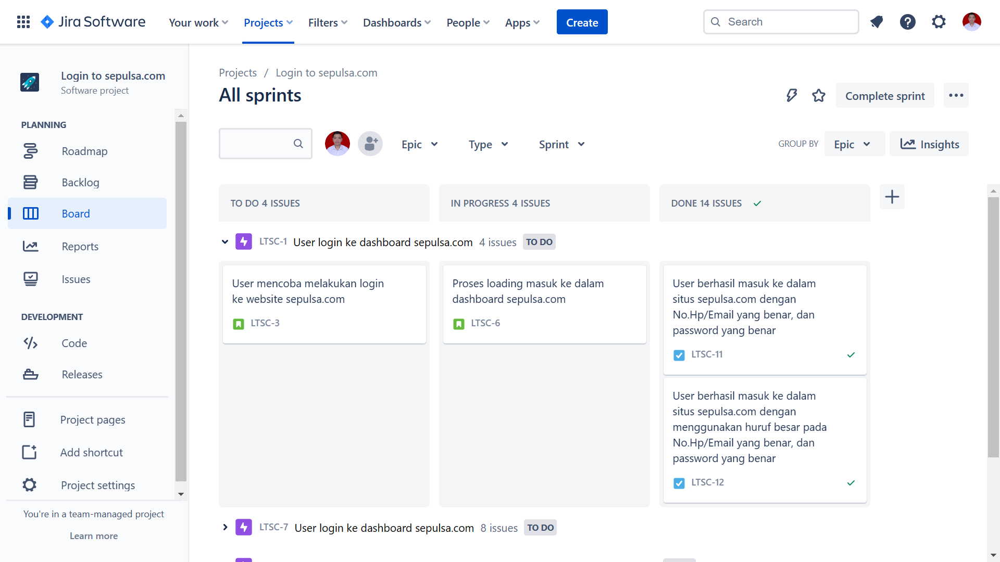 Jira Software
Your work
Projects
Filters
Dashboards
People
Apps
Create
Search
Login to sepulsa.com
Software project
PLANNING
Roadmap
Backlog
Board
Reports
Issues
DEVELOPMENT
Code
Releases
Project pages
Add shortcut
Project settings
You're in a team-managed project
Learn more
Projects / Login to sepulsa.com
All sprints
Complete sprint
Epic
Type
Sprint
GROUP BY
Epic
Insights
TO DO 4 ISSUES
IN PROGRESS 4 ISSUES
DONE 14 ISSUES
LTSC-1 User login ke dashboard sepulsa.com 4 issues TO DO
User mencoba melakukan login
ke website sepulsa.com
LTSC-3
Proses loading masuk ke dalam
dashboard sepulsa.com
LTSC-6
User berhasil masuk ke dalam
situs sepulsa.com dengan
No.Hp/Email yang benar, dan
password yang benar
LTSC-11
User berhasil masuk ke dalam
situs sepulsa.com dengan
menggunakan huruf besar pada
No.Hp/Email yang benar, dan
password yang benar
LTSC-12
LTSC-7 User login ke dashboard sepulsa.com 8 issues TO DO